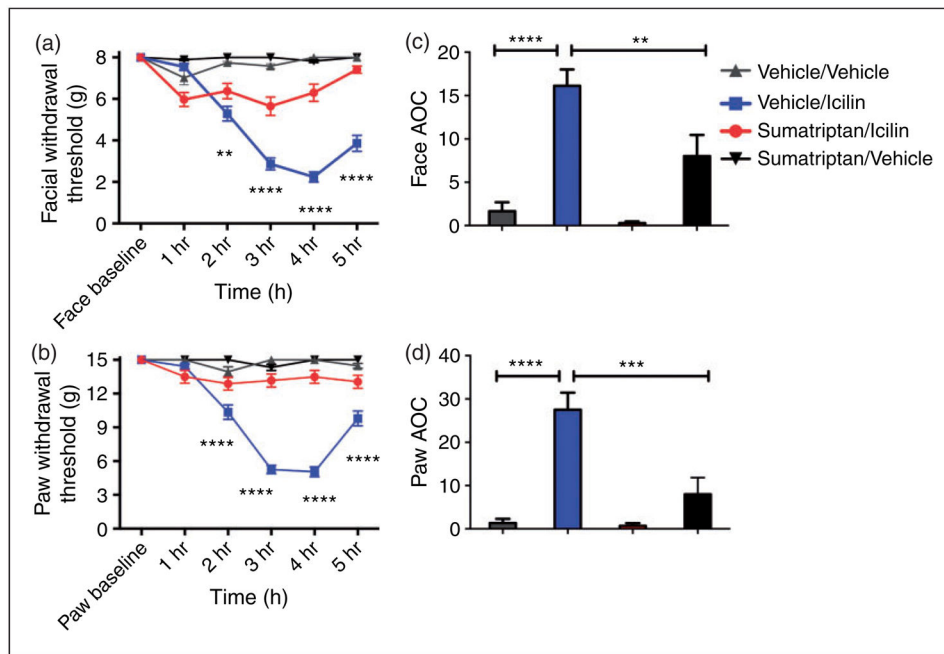 (a)
Facial withdrawal
threshold (g)
8
6
4
2
0
**
****
****
****
Face baseline
1 hr
2 hr
3 hr
4 hr
5 hr
Time (h)
(c)
Face AOC
20
15
10
5
0
****
**
Vehicle/Vehicle
Vehicle/Icilin
Sumatriptan/Icilin
Sumatriptan/Vehicle
(b)
Paw withdrawal
threshold (g)
15
12
9
6
3
0
****
****
****
****
Paw baseline
1 hr
2 hr
3 hr
4 hr
5 hr
Time (h)
(d)
Paw AOC
40
30
20
10
0
****
***